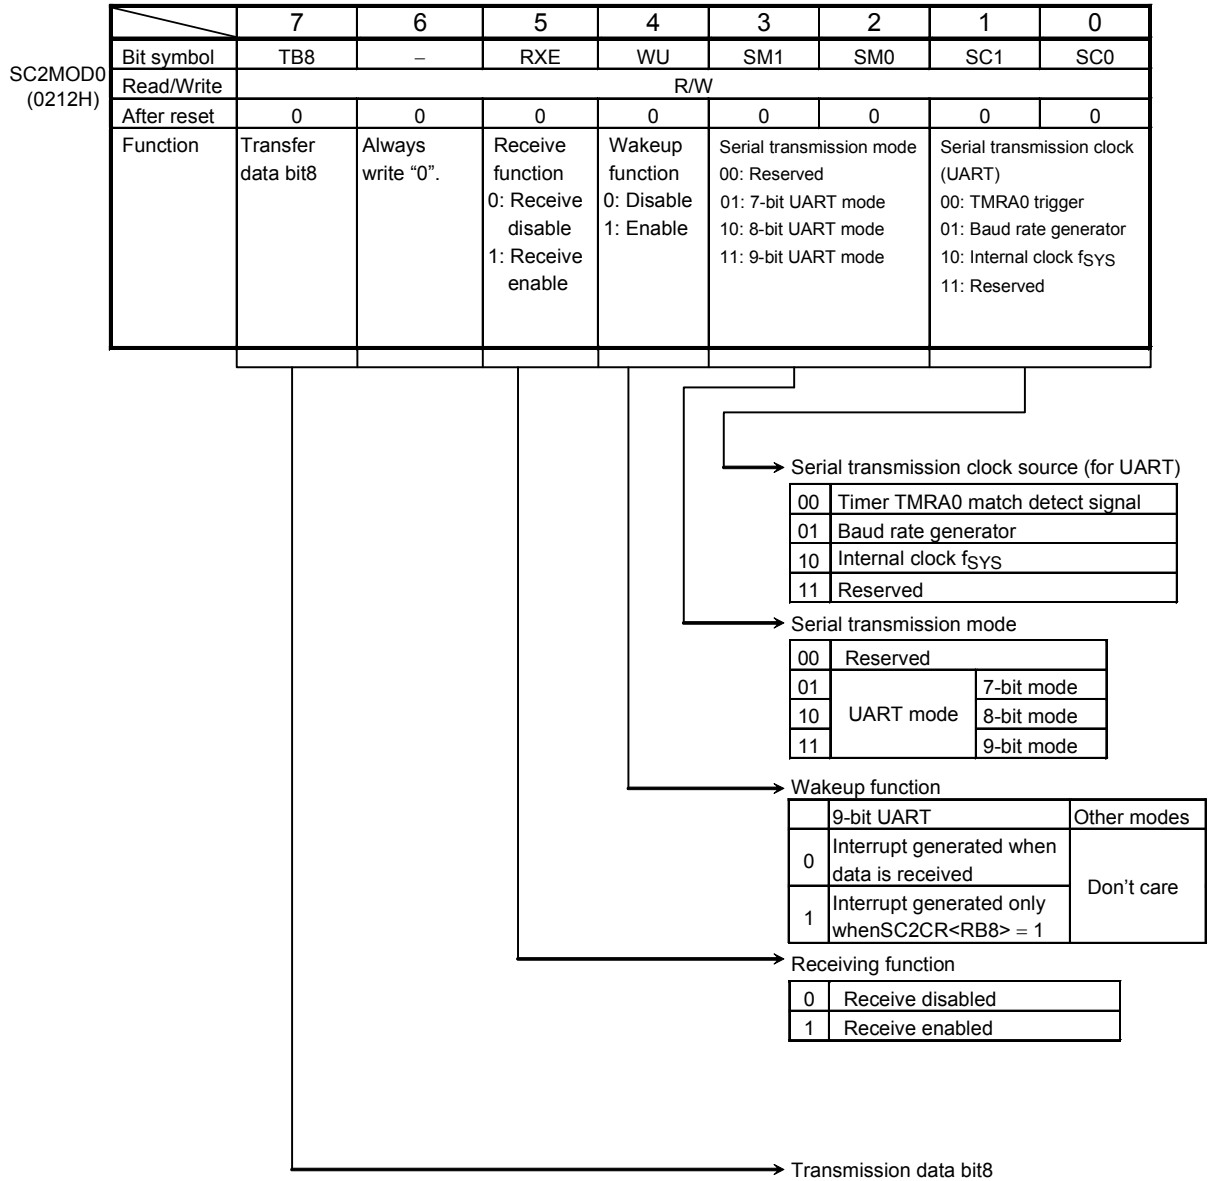 7 6 5 4 3 2 1 0
SC2MOD0
(0212H)
Bit symbol TB8 − RXE WU SM1 SM0 SC1 SC0
Read/Write R/W
After reset 0 0 0 0 0 0 0 0
Function
Transfer
data bit8
Always
write “0”.
Receive
function
0: Receive
disable
1: Receive
enable
Wakeup
function
0: Disable
1: Enable
Serial transmission mode
00: Reserved
01: 7-bit UART mode
10: 8-bit UART mode
11: 9-bit UART mode
Serial transmission clock
(UART)
00: TMRA0 trigger
01: Baud rate generator
10: Internal clock fSYS
11: Reserved
Serial transmission clock source (for UART)
00 Timer TMRA0 match detect signal
01 Baud rate generator
10 Internal clock fSYS
11 Reserved
Serial transmission mode
00 Reserved
01 7-bit mode
10 UART mode 8-bit mode
11 9-bit mode
Wakeup function
9-bit UART Other modes
0 Interrupt generated when
data is received
Don’t care
1 Interrupt generated only
whenSC2CR<RB8> = 1
Receiving function
0 Receive disabled
1 Receive enabled
Transmission data bit8